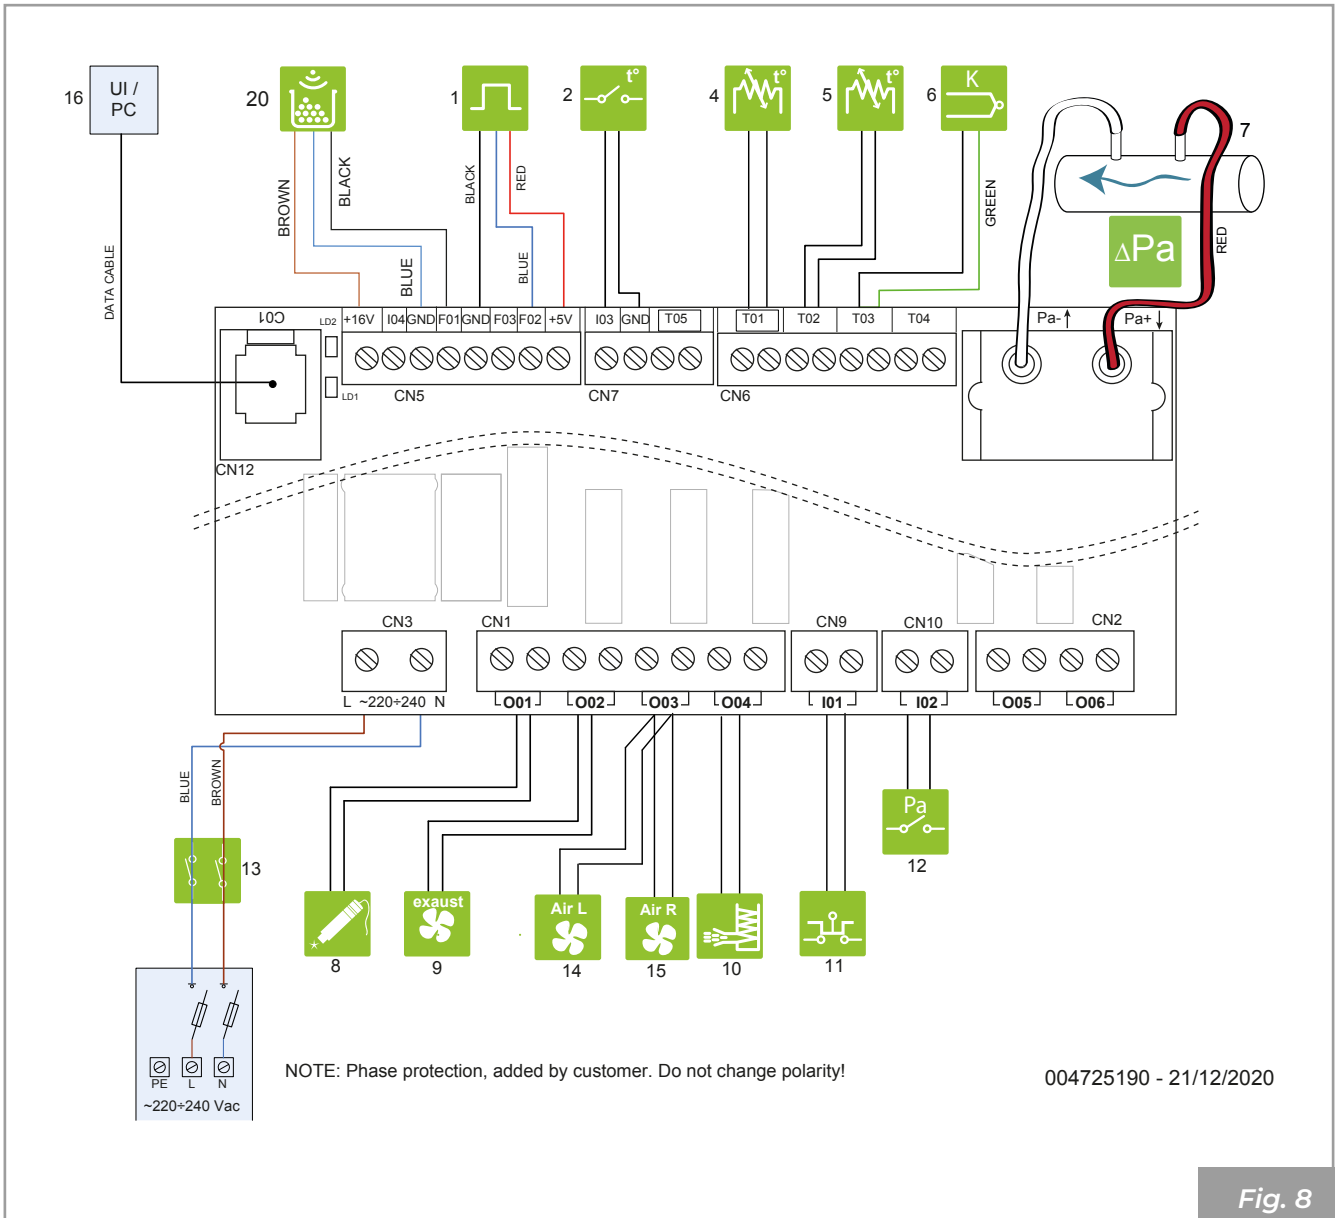 16
UI /
PC
20
1
2
t°
4
t°
5
t°
6
K
7
DATA CABLE
BROWN
BLACK
BLUE
BLACK
RED
BLUE
GREEN
ΔPa
RED
C01
LD2
+16V I04 GND F01 GND F03 F02 +5V
I03 GND T05
T01 T02 T03 T04
Pa-
Pa+
LD1
CN5
CN7
CN6
CN12
CN3
CN1
CN9
CN10
CN2
L ~220÷240 N
O01
O02
O03
O04
I01
I02
O05
O06
BLUE
BROWN
13
Pa
12
exaust
Air L
Air R
8
9
14
15
10
11
PE
L
N
~220÷240 Vac
NOTE: Phase protection, added by customer. Do not change polarity!
004725190 - 21/12/2020
Fig. 8